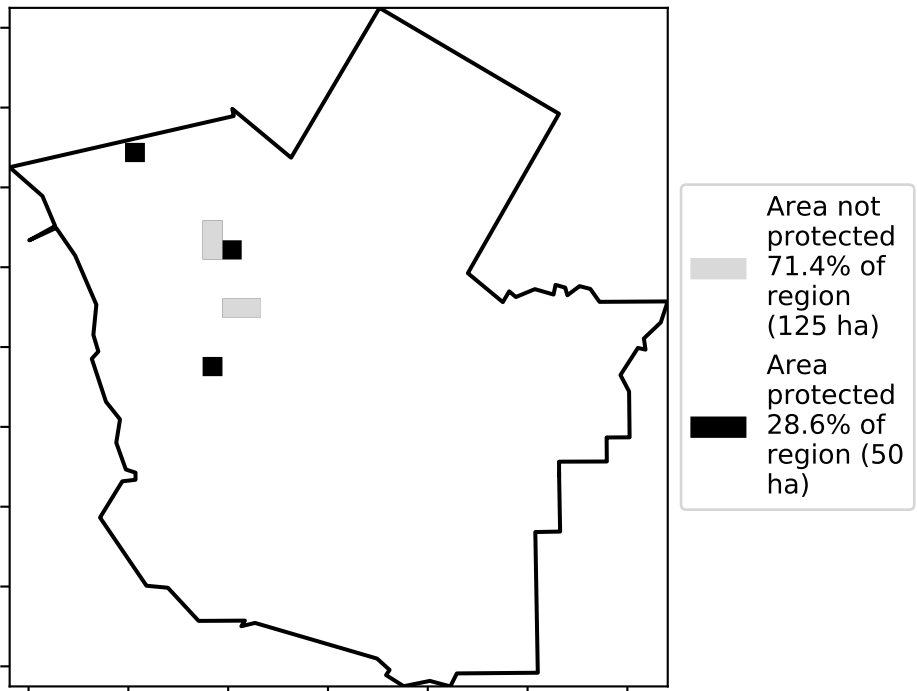 Area not
protected
71.4% of
region
(125 ha)
Area
protected
28.6% of
region (50
ha)